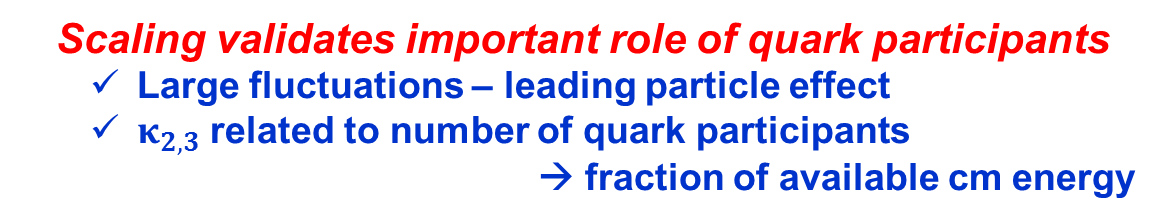 Scaling validates important role of quark participants
✓ Large fluctuations – leading particle effect
✓ κ₂,₃ related to number of quark participants
→ fraction of available cm energy